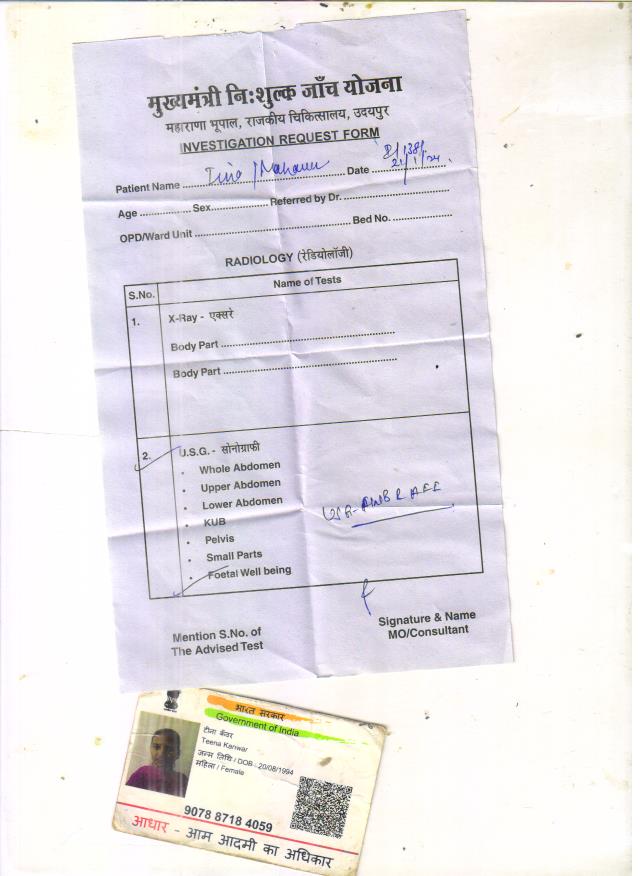 मुख्यमंत्री नि:शुल्क जाँच योजना
महाराणा भूपाल, राजकीय चिकित्सालय, उदयपुर
INVESTIGATION REQUEST FORM
Patient Name ........ Date ........
Age ........ Sex ........ Referred by Dr. ........
OPD/Ward Unit ........ Bed No. ........
RADIOLOGY (रेडियोलॉजी)
S.No. Name of Tests
1. X-Ray - एक्सरे
Body Part ........
Body Part ........
2. U.S.G. - सोनोग्राफी
• Whole Abdomen
• Upper Abdomen
• Lower Abdomen
• KUB
• Pelvis
• Small Parts
• Foetal Well being
Mention S.No. of
The Advised Test
Signature & Name
MO/Consultant
भारत सरकार
Government of India
टीना कँवर
Teena Kanwar
जन्म तिथि / DOB : 20/08/1994
महिला / Female
9078 8718 4059
आधार - आम आदमी का अधिकार